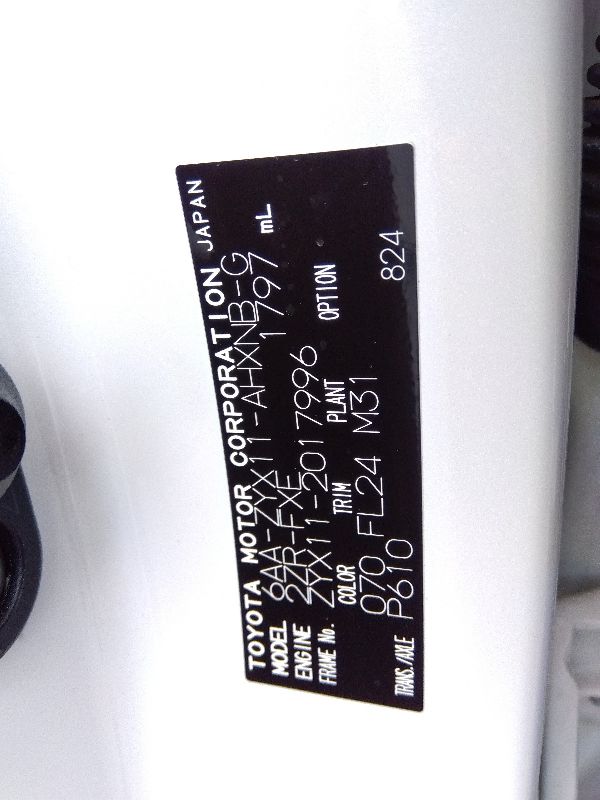 TOYOTA MOTOR CORPORATION JAPAN
MODEL 6AA-ZYX11-AHXNB-G
ENGINE 2ZR-FXE 1797 mL
FRAME No. : ZYX11-2017996
COLOR TRIM PLANT OPTION
070 FL24 M31
TRANS./AXLE P610 824